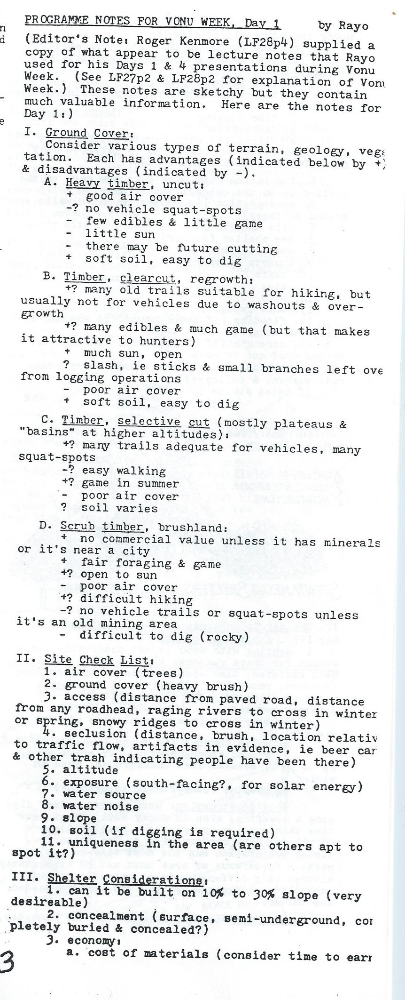 PROGRAMME NOTES FOR VONU WEEK, Day 1 by Rayo
(Editor's Note: Roger Kenmore (LF28p4) supplied a
copy of what appear to be lecture notes that Rayo
used for his Days 1 & 4 presentations during Vonu
Week. (See LF27p2 & LF28p2 for explanation of Vonu
Week.) These notes are sketchy but they contain
much valuable information. Here are the notes for
Day 1:)
I. Ground Cover:
Consider various types of terrain, geology, vege
tation. Each has advantages (indicated below by +)
& disadvantages (indicated by -).
A. Heavy timber, uncut:
+ good air cover
-? no vehicle squat-spots
- few edibles & little game
- little sun
- there may be future cutting
+ soft soil, easy to dig
B. Timber, clearcut, regrowth:
+? many old trails suitable for hiking, but
usually not for vehicles due to washouts & over-
growth
+? many edibles & much game (but that makes
it attractive to hunters)
+ much sun, open
? slash, ie sticks & small branches left ove
from logging operations
- poor air cover
+ soft soil, easy to dig
C. Timber, selective cut (mostly plateaus &
"basins" at higher altitudes):
+? many trails adequate for vehicles, many
squat-spots
-? easy walking
+? game in summer
- poor air cover
? soil varies
D. Scrub timber, brushland:
+ no commercial value unless it has minerals
or it's near a city
+ fair foraging & game
+? open to sun
- poor air cover
+? difficult hiking
-? no vehicle trails or squat-spots unless
it's an old mining area
- difficult to dig (rocky)
II. Site Check List:
1. air cover (trees)
2. ground cover (heavy brush)
3. access (distance from paved road, distance
from any roadhead, raging rivers to cross in winter
or spring, snowy ridges to cross in winter)
4. seclusion (distance, brush, location relativ
to traffic flow, artifacts in evidence, ie beer can
& other trash indicating people have been there)
5. altitude
6. exposure (south-facing?, for solar energy)
7. water source
8. water noise
9. slope
10. soil (if digging is required)
11. uniqueness in the area (are others apt to
spot it?)
III. Shelter Considerations:
1. can it be built on 10% to 30% slope (very
desireable)
2. concealment (surface, semi-underground, com
pletely buried & concealed?)
3. economy:
a. cost of materials (consider time to earn
3